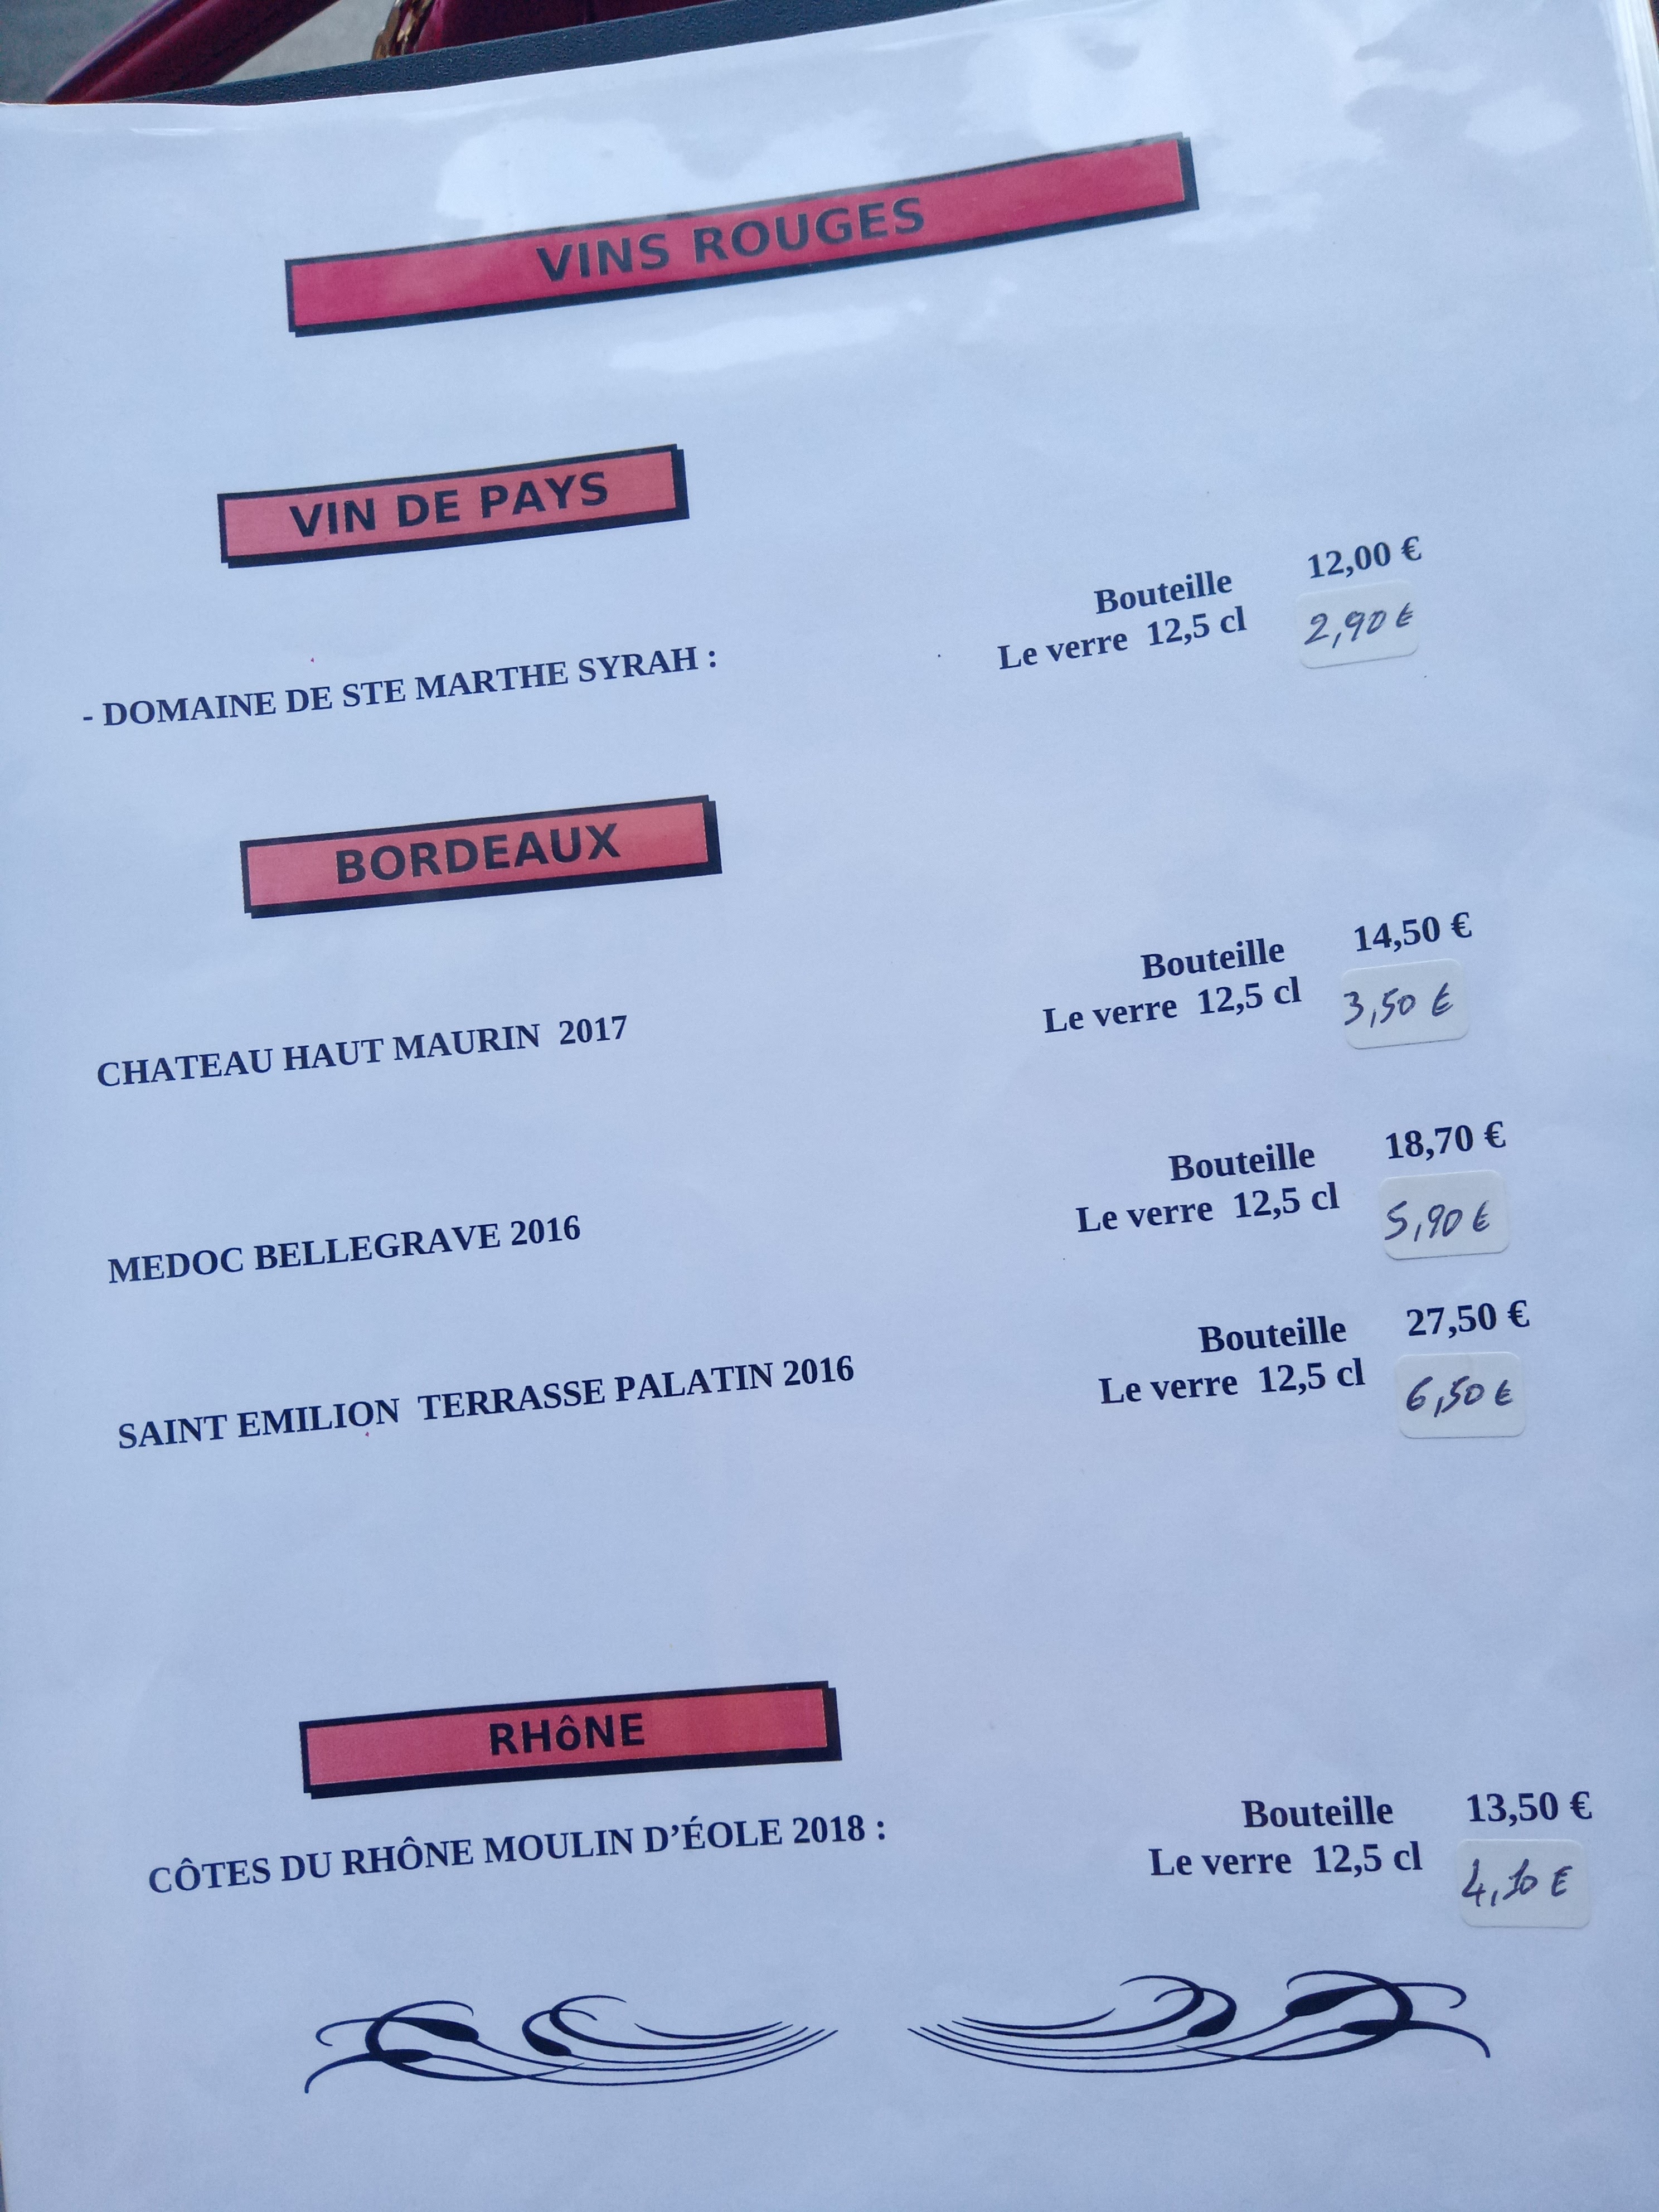 VINS ROUGES
VIN DE PAYS
Bouteille 12,00 €
- DOMAINE DE STE MARTHE SYRAH : Le verre 12,5 cl 2,90 €
BORDEAUX
Bouteille 14,50 €
CHATEAU HAUT MAURIN 2017 Le verre 12,5 cl 3,50 €
Bouteille 18,70 €
MEDOC BELLEGRAVE 2016 Le verre 12,5 cl 5,90 €
Bouteille 27,50 €
SAINT EMILION TERRASSE PALATIN 2016 Le verre 12,5 cl 6,50 €
RHôNE
Bouteille 13,50 €
CÔTES DU RHÔNE MOULIN D’ÉOLE 2018 : Le verre 12,5 cl